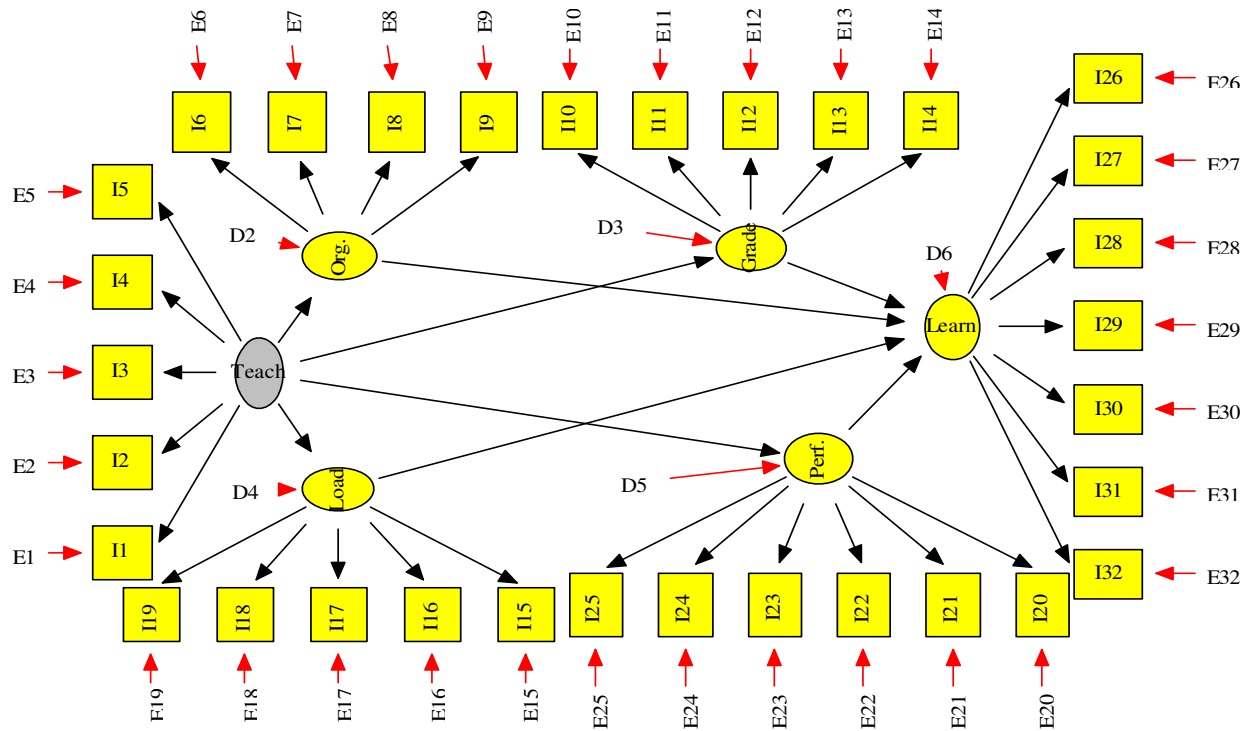 E6
E7
E8
E9
E10
E11
E12
E13
E14
I6
I7
I8
I9
I10
I11
I12
I13
I14
I26
E26
I27
E27
I28
E28
I29
E29
I30
E30
I31
E31
I32
E32
E5
I5
E4
I4
E3
I3
E2
I2
E1
I1
D2
Org.
D3
Grade
D6
Learn
Teach
D4
Load
D5
Perf.
I19
I18
I17
I16
I15
I25
I24
I23
I22
I21
I20
E19
E18
E17
E16
E15
E25
E24
E23
E22
E21
E20